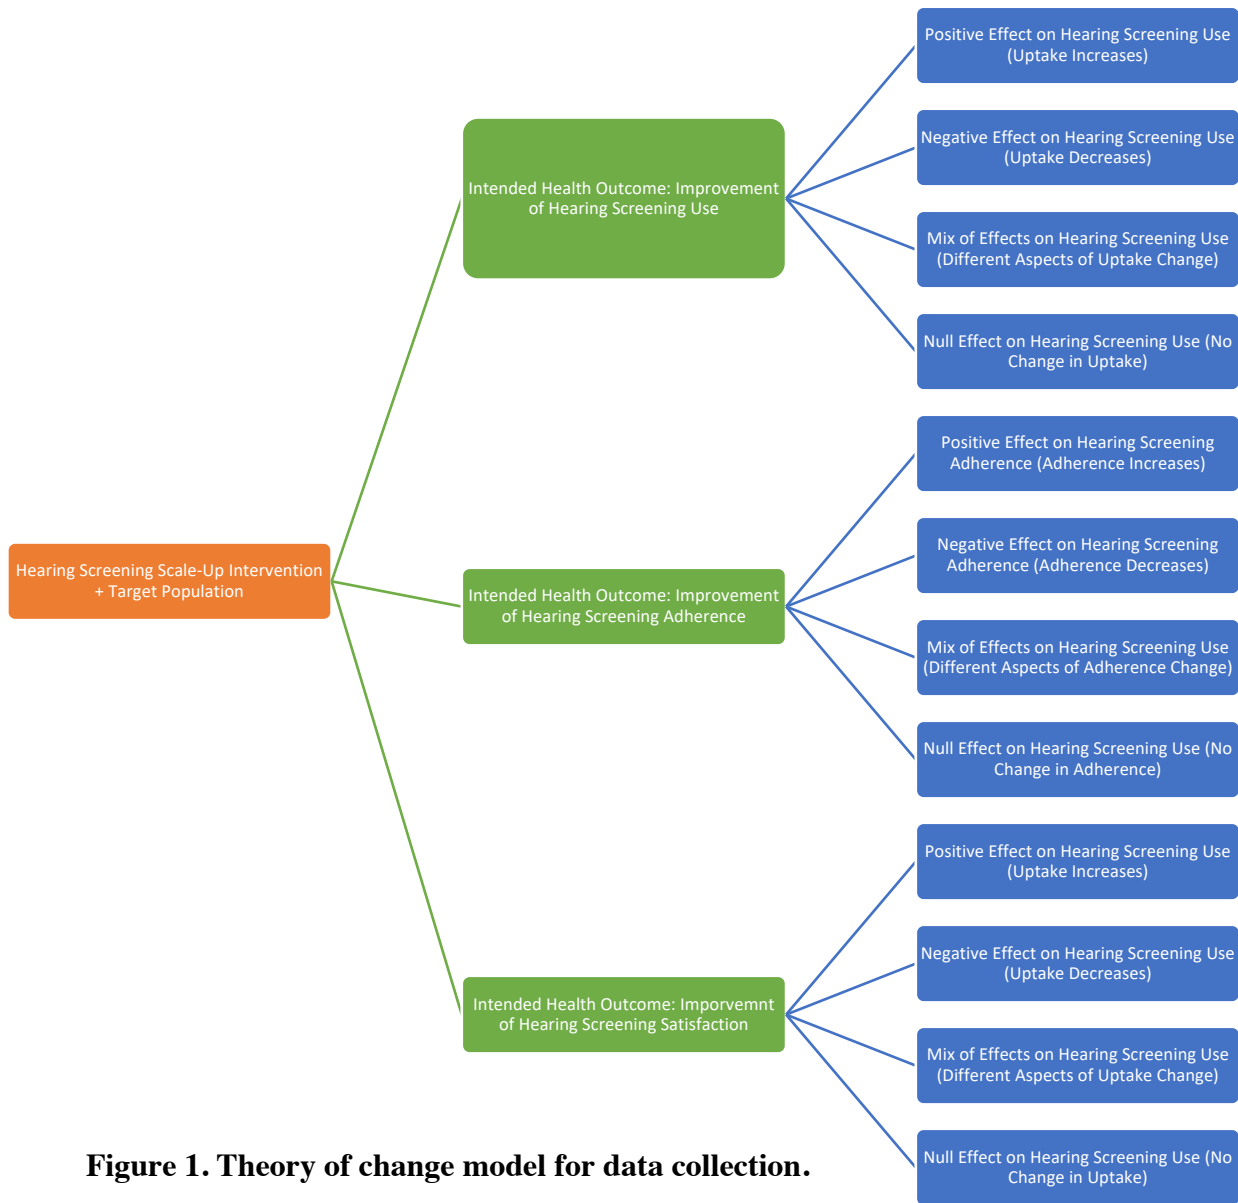 Hearing Screening Scale-Up Intervention
+ Target Population
Intended Health Outcome: Improvement
of Hearing Screening Use
Positive Effect on Hearing Screening Use
(Uptake Increases)
Negative Effect on Hearing Screening Use
(Uptake Decreases)
Mix of Effects on Hearing Screening Use
(Different Aspects of Uptake Change)
Null Effect on Hearing Screening Use (No
Change in Uptake)
Intended Health Outcome: Improvement
of Hearing Screening Adherence
Positive Effect on Hearing Screening
Adherence (Adherence Increases)
Negative Effect on Hearing Screening
Adherence (Adherence Decreases)
Mix of Effects on Hearing Screening Use
(Different Aspects of Adherence Change)
Null Effect on Hearing Screening Use (No
Change in Adherence)
Intended Health Outcome: Imporvemnt
of Hearing Screening Satisfaction
Positive Effect on Hearing Screening Use
(Uptake Increases)
Negative Effect on Hearing Screening Use
(Uptake Decreases)
Mix of Effects on Hearing Screening Use
(Different Aspects of Uptake Change)
Null Effect on Hearing Screening Use (No
Change in Uptake)
Figure 1. Theory of change model for data collection.